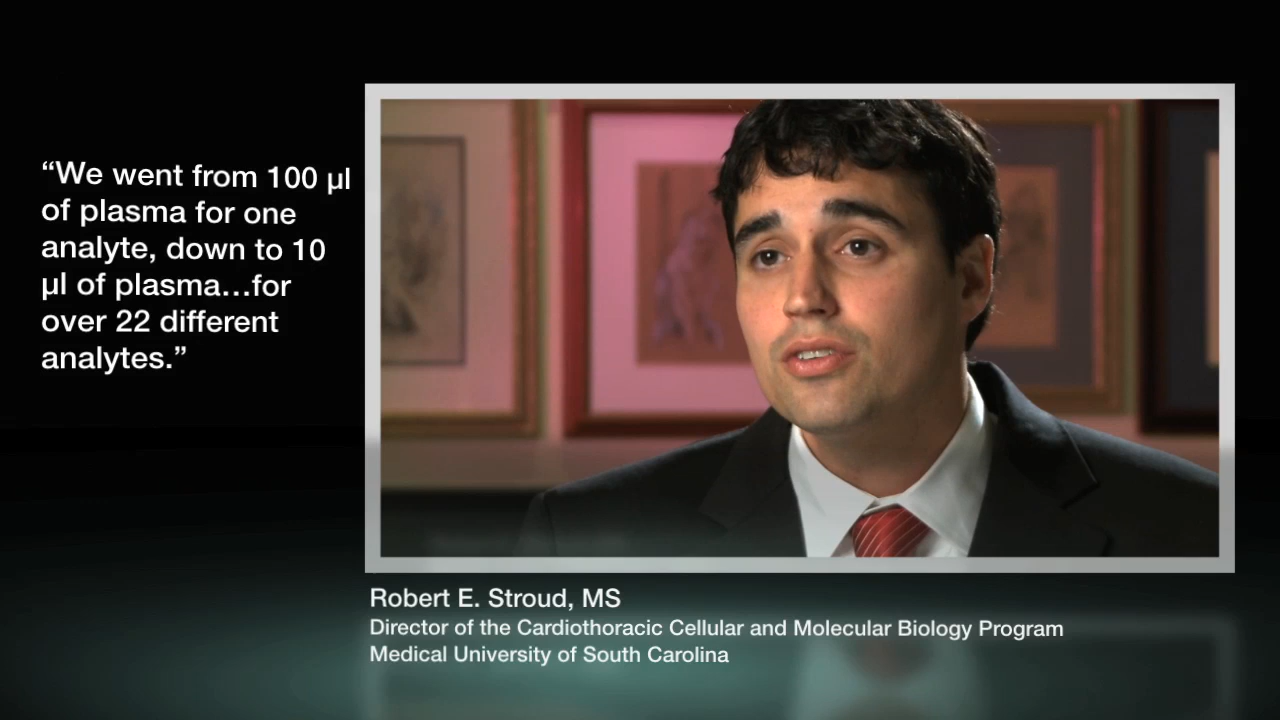 “We went from 100 µl
of plasma for one
analyte, down to 10
µl of plasma…for
over 22 different
analytes.”
Robert E. Stroud, MS
Director of the Cardiothoracic Cellular and Molecular Biology Program
Medical University of South Carolina